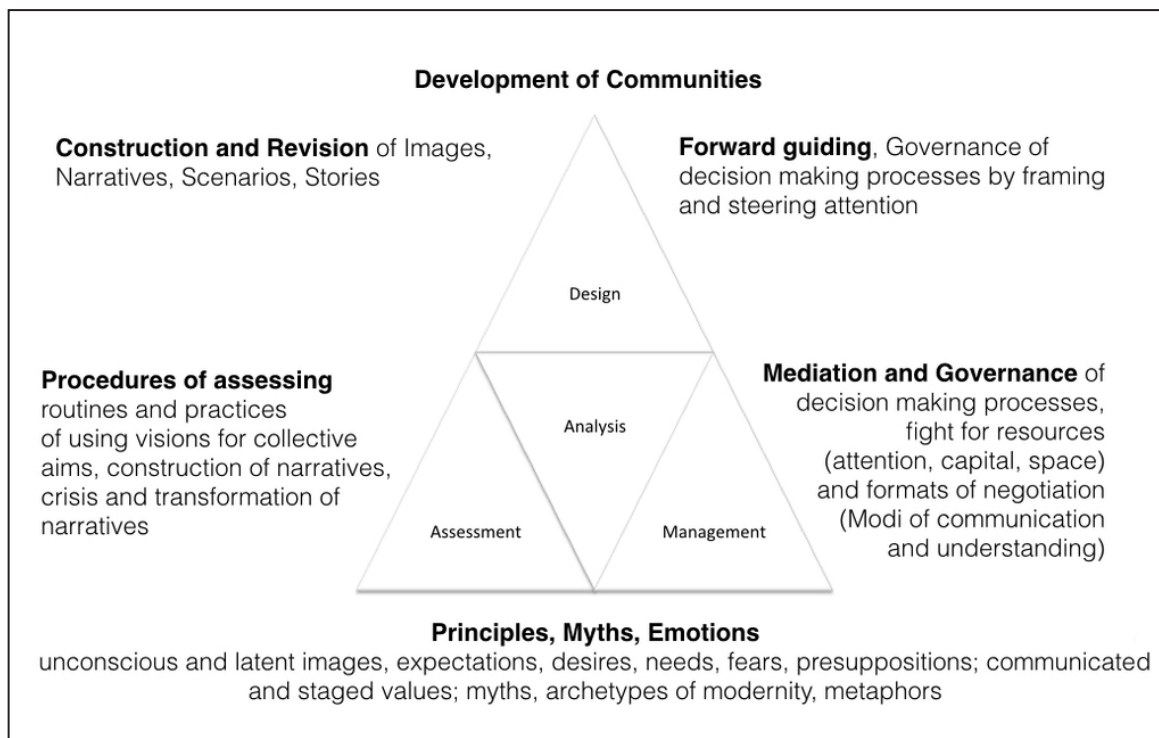 Development of Communities
Construction and Revision of Images,
Narratives, Scenarios, Stories
Forward guiding, Governance of
decision making processes by framing
and steering attention
Design
Procedures of assessing
routines and practices
of using visions for collective
aims, construction of narratives,
crisis and transformation of
narratives
Analysis
Mediation and Governance of
decision making processes,
fight for resources
(attention, capital, space)
and formats of negotiation
(Modi of communication
and understanding)
Assessment
Management
Principles, Myths, Emotions
unconscious and latent images, expectations, desires, needs, fears, presuppositions; communicated
and staged values; myths, archetypes of modernity, metaphors